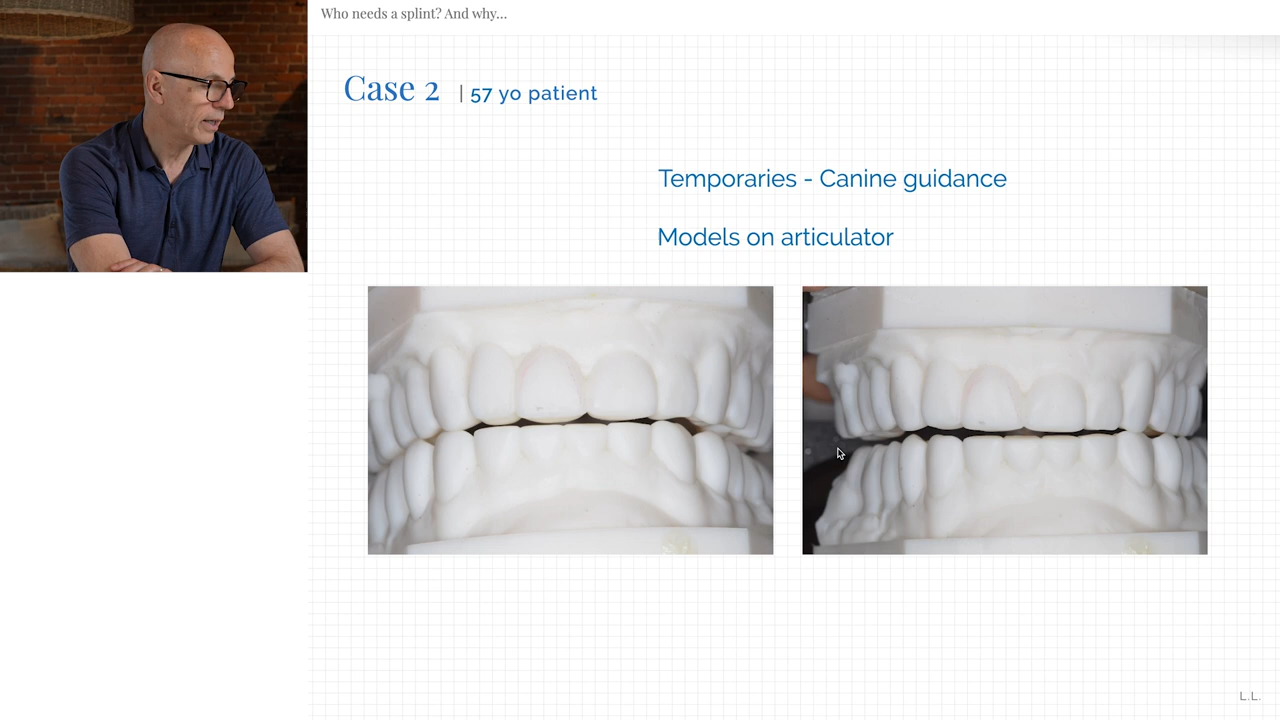 Who needs a splint? And why...
Case 2 | 57 yo patient
Temporaries - Canine guidance
Models on articulator
L.L.